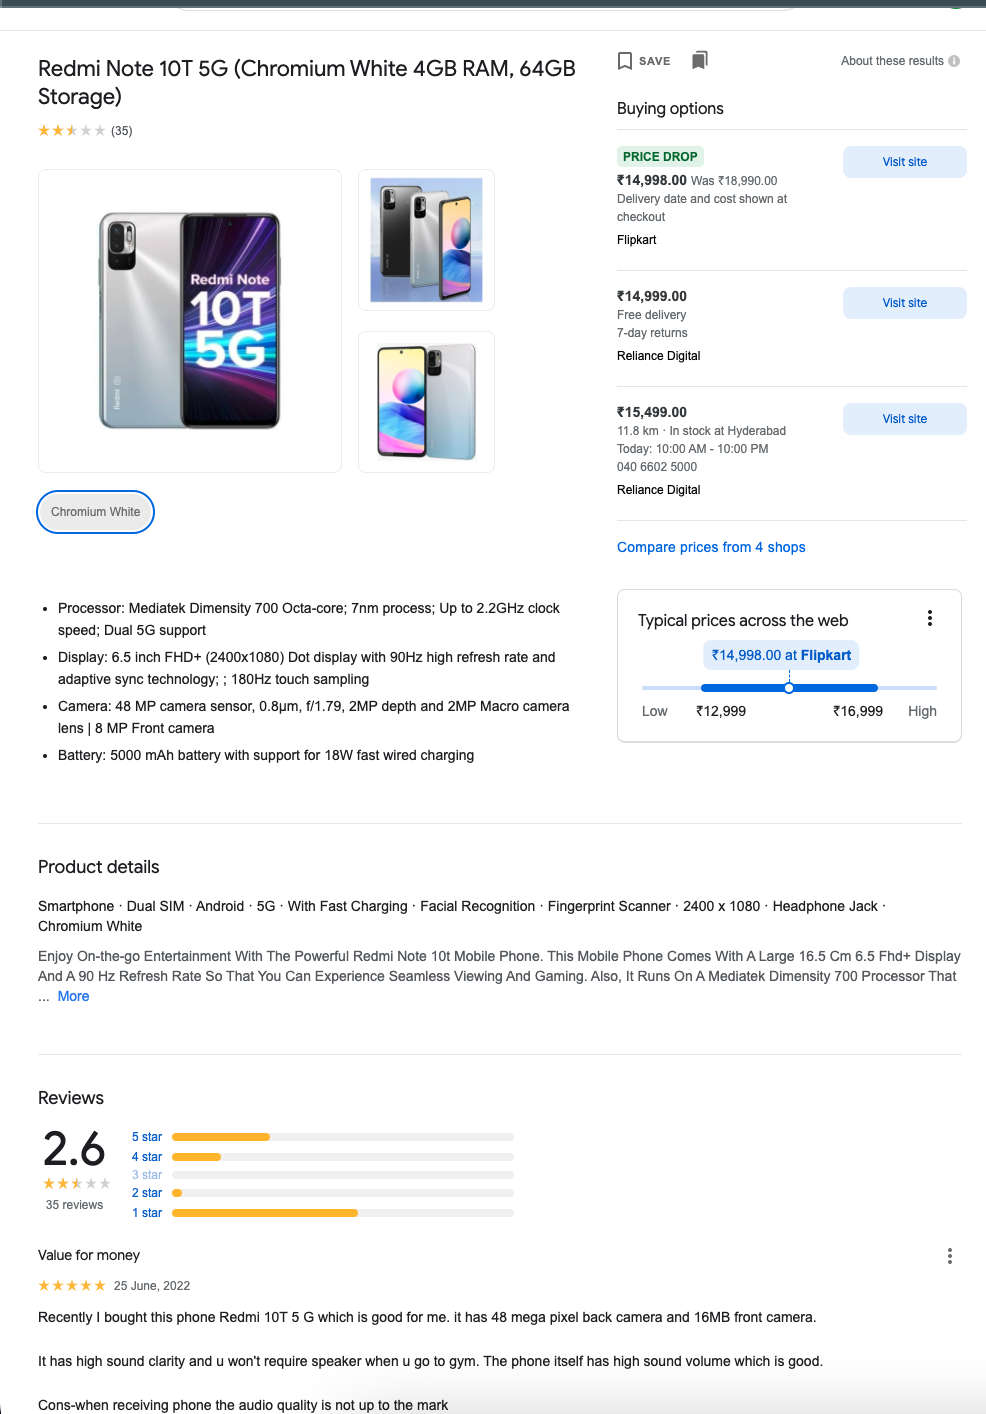 Redmi Note 10T 5G (Chromium White 4GB RAM, 64GB
Storage)
(35)
Redmi Note
10T
5G
Redmi
Chromium White
Processor: Mediatek Dimensity 700 Octa-core; 7nm process; Up to 2.2GHz clock
speed; Dual 5G support
Display: 6.5 inch FHD+ (2400x1080) Dot display with 90Hz high refresh rate and
adaptive sync technology; ; 180Hz touch sampling
Camera: 48 MP camera sensor, 0.8μm, f/1.79, 2MP depth and 2MP Macro camera
lens | 8 MP Front camera
Battery: 5000 mAh battery with support for 18W fast wired charging
SAVE
About these results
Buying options
PRICE DROP
₹14,998.00 Was ₹18,990.00
Delivery date and cost shown at
checkout
Flipkart
Visit site
₹14,999.00
Free delivery
7-day returns
Reliance Digital
Visit site
₹15,499.00
11.8 km · In stock at Hyderabad
Today: 10:00 AM - 10:00 PM
040 6602 5000
Reliance Digital
Visit site
Compare prices from 4 shops
Typical prices across the web
₹14,998.00 at Flipkart
Low ₹12,999 ₹16,999 High
Product details
Smartphone · Dual SIM · Android · 5G · With Fast Charging · Facial Recognition · Fingerprint Scanner · 2400 x 1080 · Headphone Jack ·
Chromium White
Enjoy On-the-go Entertainment With The Powerful Redmi Note 10t Mobile Phone. This Mobile Phone Comes With A Large 16.5 Cm 6.5 Fhd+ Display
And A 90 Hz Refresh Rate So That You Can Experience Seamless Viewing And Gaming. Also, It Runs On A Mediatek Dimensity 700 Processor That
... More
Reviews
2.6
35 reviews
5 star
4 star
3 star
2 star
1 star
Value for money
25 June, 2022
Recently I bought this phone Redmi 10T 5 G which is good for me. it has 48 mega pixel back camera and 16MB front camera.
It has high sound clarity and u won't require speaker when u go to gym. The phone itself has high sound volume which is good.
Cons-when receiving phone the audio quality is not up to the mark